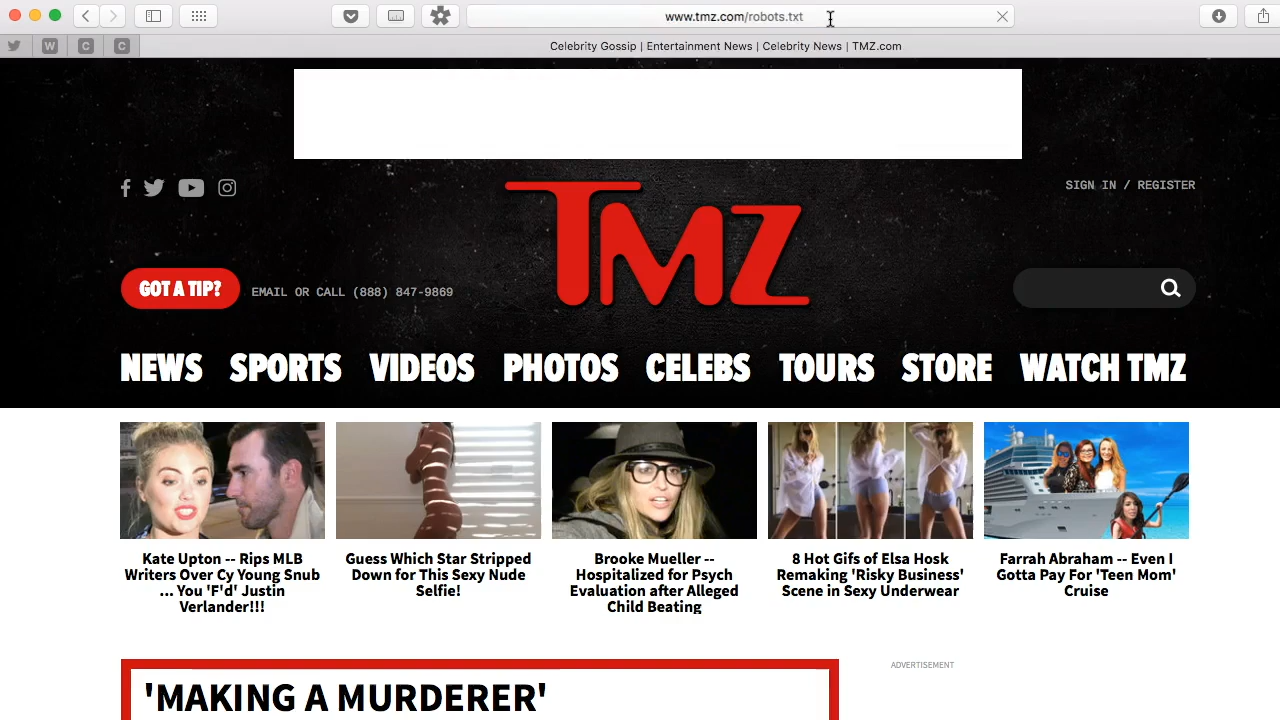 www.tmz.com/robots.txt
W
C
C
Celebrity Gossip | Entertainment News | Celebrity News | TMZ.com
SIGN IN / REGISTER
TMZ
GOT A TIP?
EMAIL OR CALL (888) 847-9869
NEWS SPORTS VIDEOS PHOTOS CELEBS TOURS STORE WATCH TMZ
Kate Upton -- Rips MLB
Writers Over Cy Young Snub
... You 'F'd' Justin
Verlander!!!
Guess Which Star Stripped
Down for This Sexy Nude
Selfie!
Brooke Mueller --
Hospitalized for Psych
Evaluation after Alleged
Child Beating
8 Hot Gifs of Elsa Hosk
Remaking 'Risky Business'
Scene in Sexy Underwear
Farrah Abraham -- Even I
Gotta Pay For 'Teen Mom'
Cruise
ADVERTISEMENT
'MAKING A MURDERER'